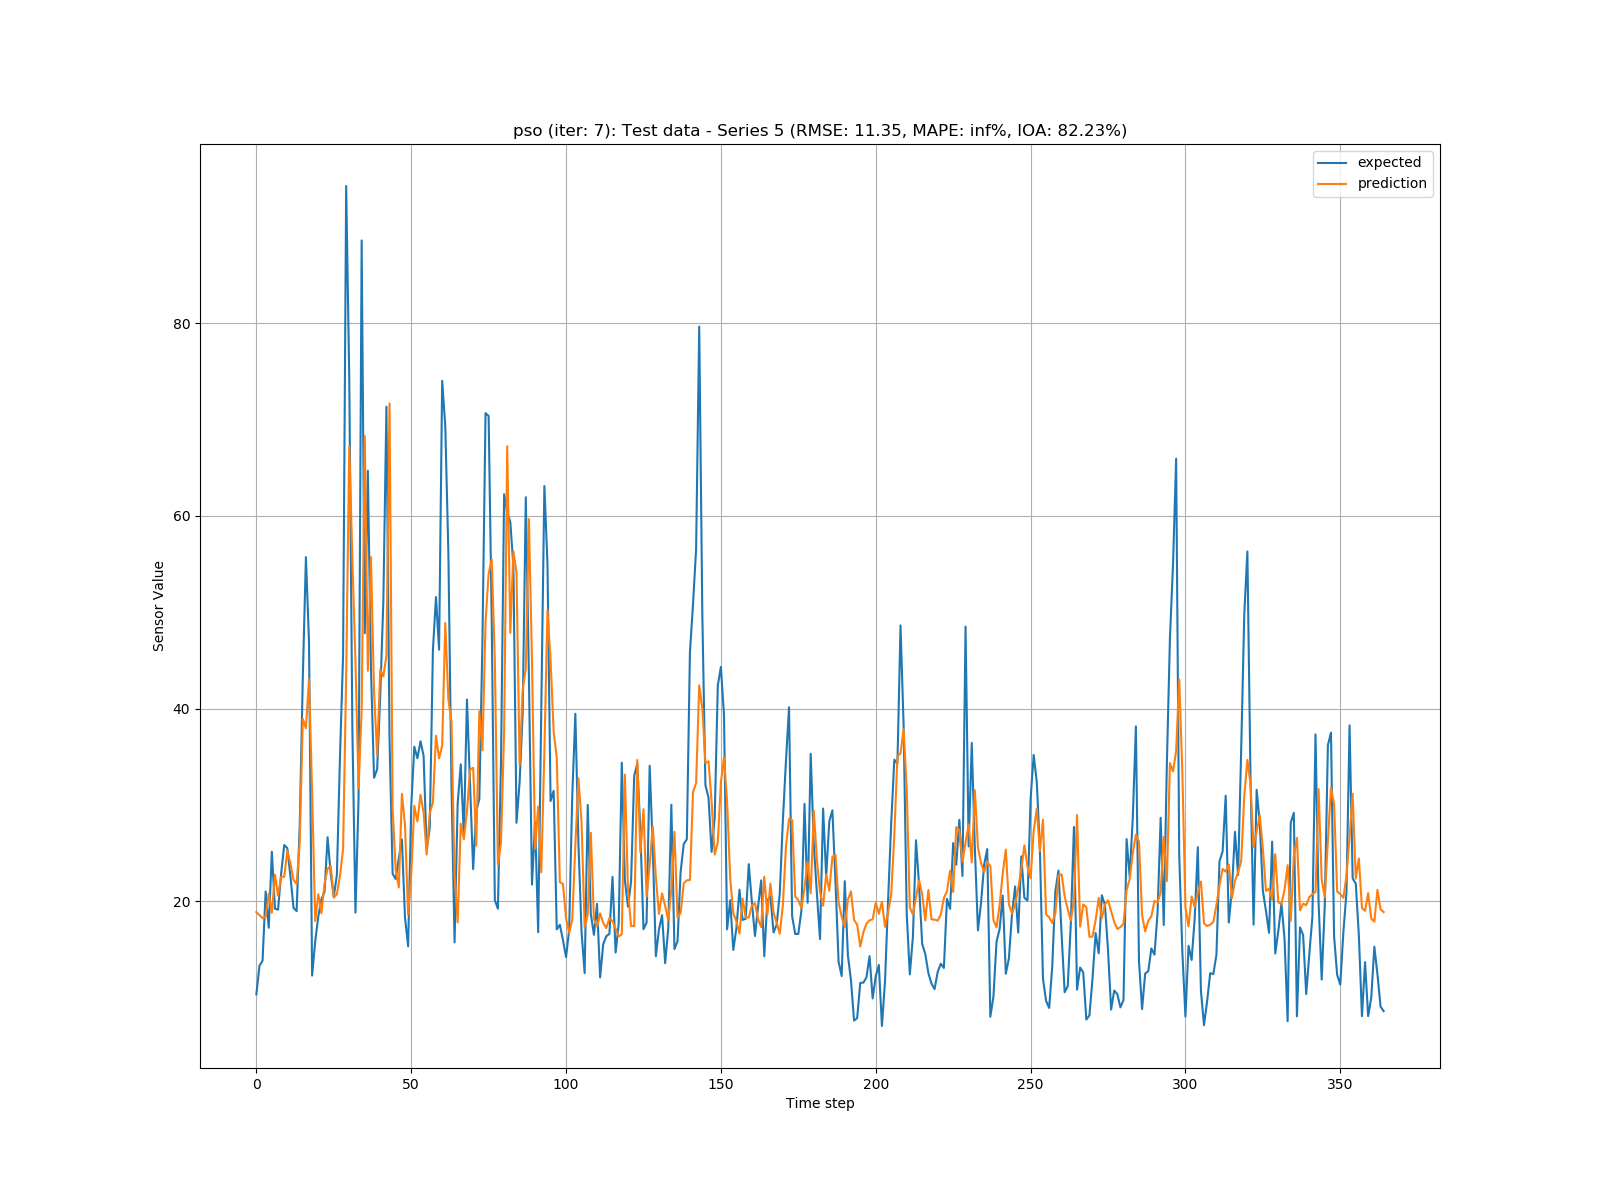 pso (iter: 7): Test data - Series 5 (RMSE: 11.35, MAPE: inf%, IOA: 82.23%)
expected
prediction
80
60
40
20
Sensor Value
0 50 100 150 200 250 300 350
Time step